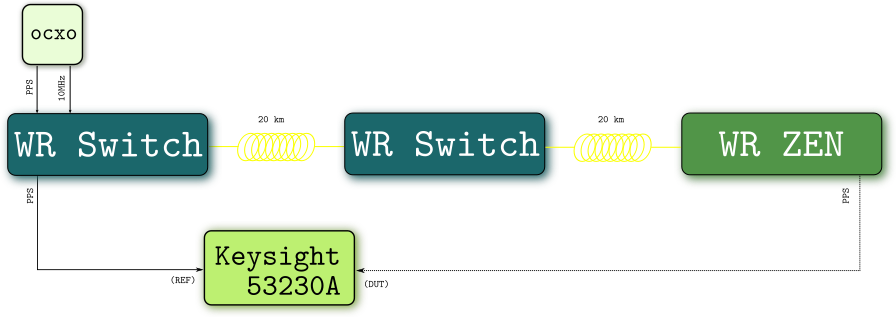 ocxo
PPS
10MHz
20 km
20 km
WR Switch
WR Switch
WR ZEN
PPS
PPS
Keysight
53230A
(REF)
(DUT)